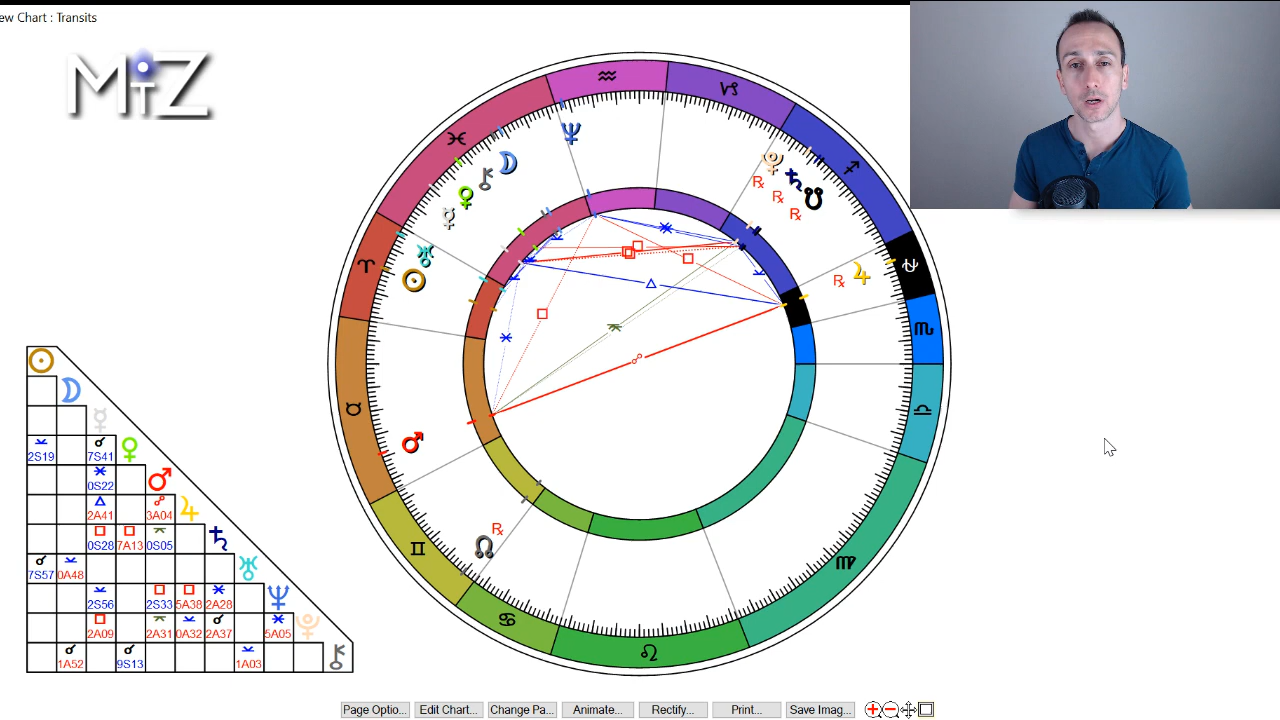 ew Chart : Transits
MiTZ
℞
℞
℞
℞
℞
2S19 7S41
0S22
2A41 3A04
0S28 7A13 0S05
7S57 0A48
2S56 2S33 5A38 2A28
2A09 2A31 0A32 2A37 5A05
1A52 9S13 1A03
Page Optio... Edit Chart... Change Pa... Animate... Rectify... Print... Save Imag...